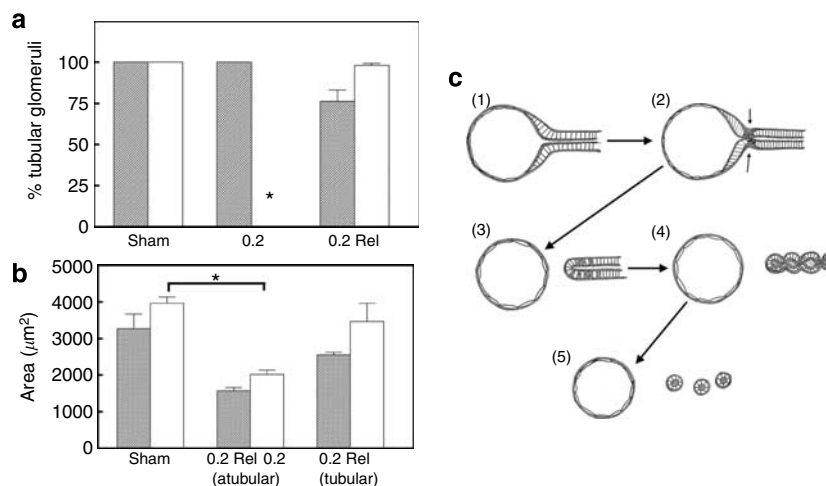 a
% tubular glomeruli
100
75
50
25
0
*
Sham 0.2 0.2 Rel
b
Area (μm²)
5000
4000
3000
2000
1000
0
*
Sham 0.2 Rel 0.2 0.2 Rel
(atubular) (tubular)
c
(1) (2)
(3) (4)
(5)